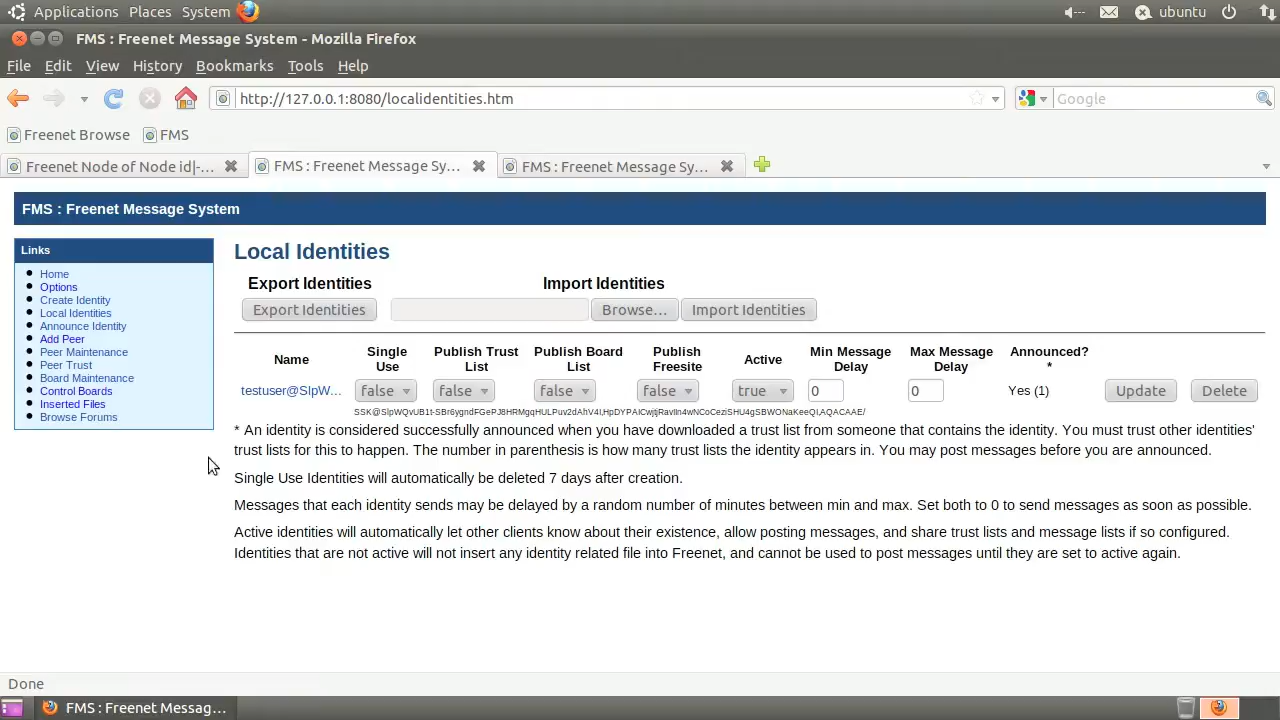 Applications Places System ubuntu
FMS : Freenet Message System - Mozilla Firefox
File Edit View History Bookmarks Tools Help
http://127.0.0.1:8080/localidentities.htm Google
Freenet Browse FMS
Freenet Node of Node id|-... FMS : Freenet Message Sy... FMS : Freenet Message Sy...
FMS : Freenet Message System
Links
Home
Options
Create Identity
Local Identities
Announce Identity
Add Peer
Peer Maintenance
Peer Trust
Board Maintenance
Control Boards
Inserted Files
Browse Forums
Local Identities
Export Identities Import Identities
Export Identities Browse... Import Identities
Name Single Use Publish Trust List Publish Board List Publish Freesite Active Min Message Delay Max Message Delay Announced? *
testuser@SlpW... false false false false true 0 0 Yes (1) Update Delete
* An identity is considered successfully announced when you have downloaded a trust list from someone that contains the identity. You must trust other identities'
trust lists for this to happen. The number in parenthesis is how many trust lists the identity appears in. You may post messages before you are announced.
Single Use Identities will automatically be deleted 7 days after creation.
Messages that each identity sends may be delayed by a random number of minutes between min and max. Set both to 0 to send messages as soon as possible.
Active identities will automatically let other clients know about their existence, allow posting messages, and share trust lists and message lists if so configured.
Identities that are not active will not insert any identity related file into Freenet, and cannot be used to post messages until they are set to active again.
Done
FMS : Freenet Messag...